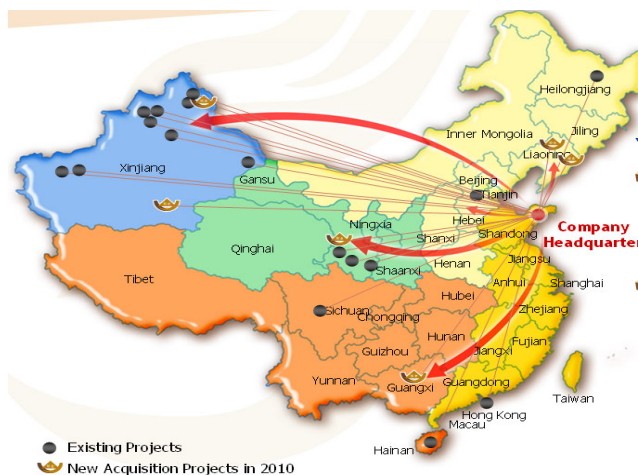 Heilongjiang
Inner Mongolia
Jiling
Liaoning
Xinjiang
Gansu
Beijing
Tianjin
Ningxia
Hebei
Company
Headquarter
Shanxi
Shandong
Qinghai
Shaanxi
Henan
Jiangsu
Tibet
Anhui
Shanghai
Hubei
Sichuan
Chongqing
Zhejiang
Hunan
Guizhou
Jiangxi
Fujian
Yunnan
Guangxi
Guangdong
Taiwan
Hong Kong
Macau
Hainan
Existing Projects
New Acquisition Projects in 2010